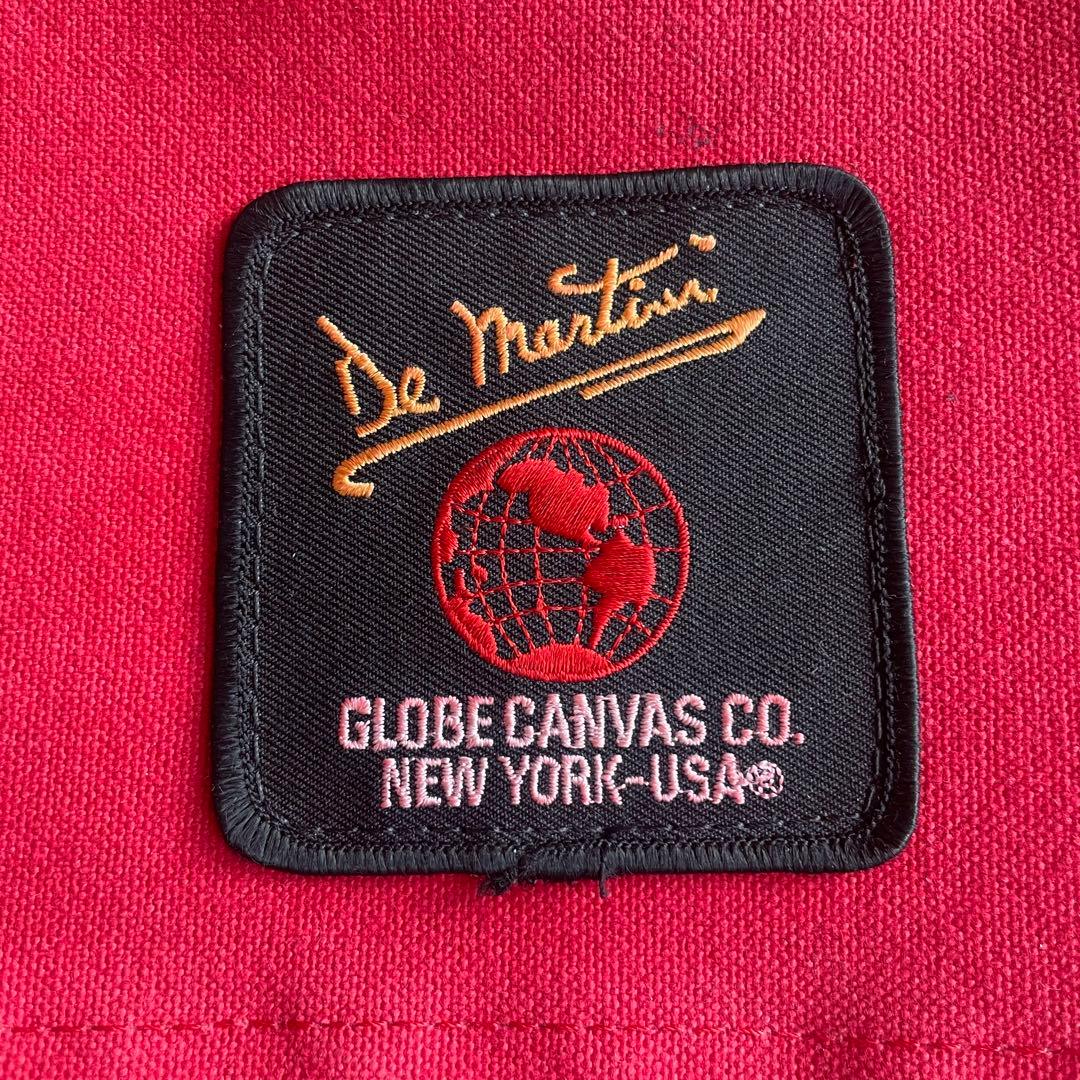 De Martini
GLOBE CANVAS CO.
NEW YORK-USA®